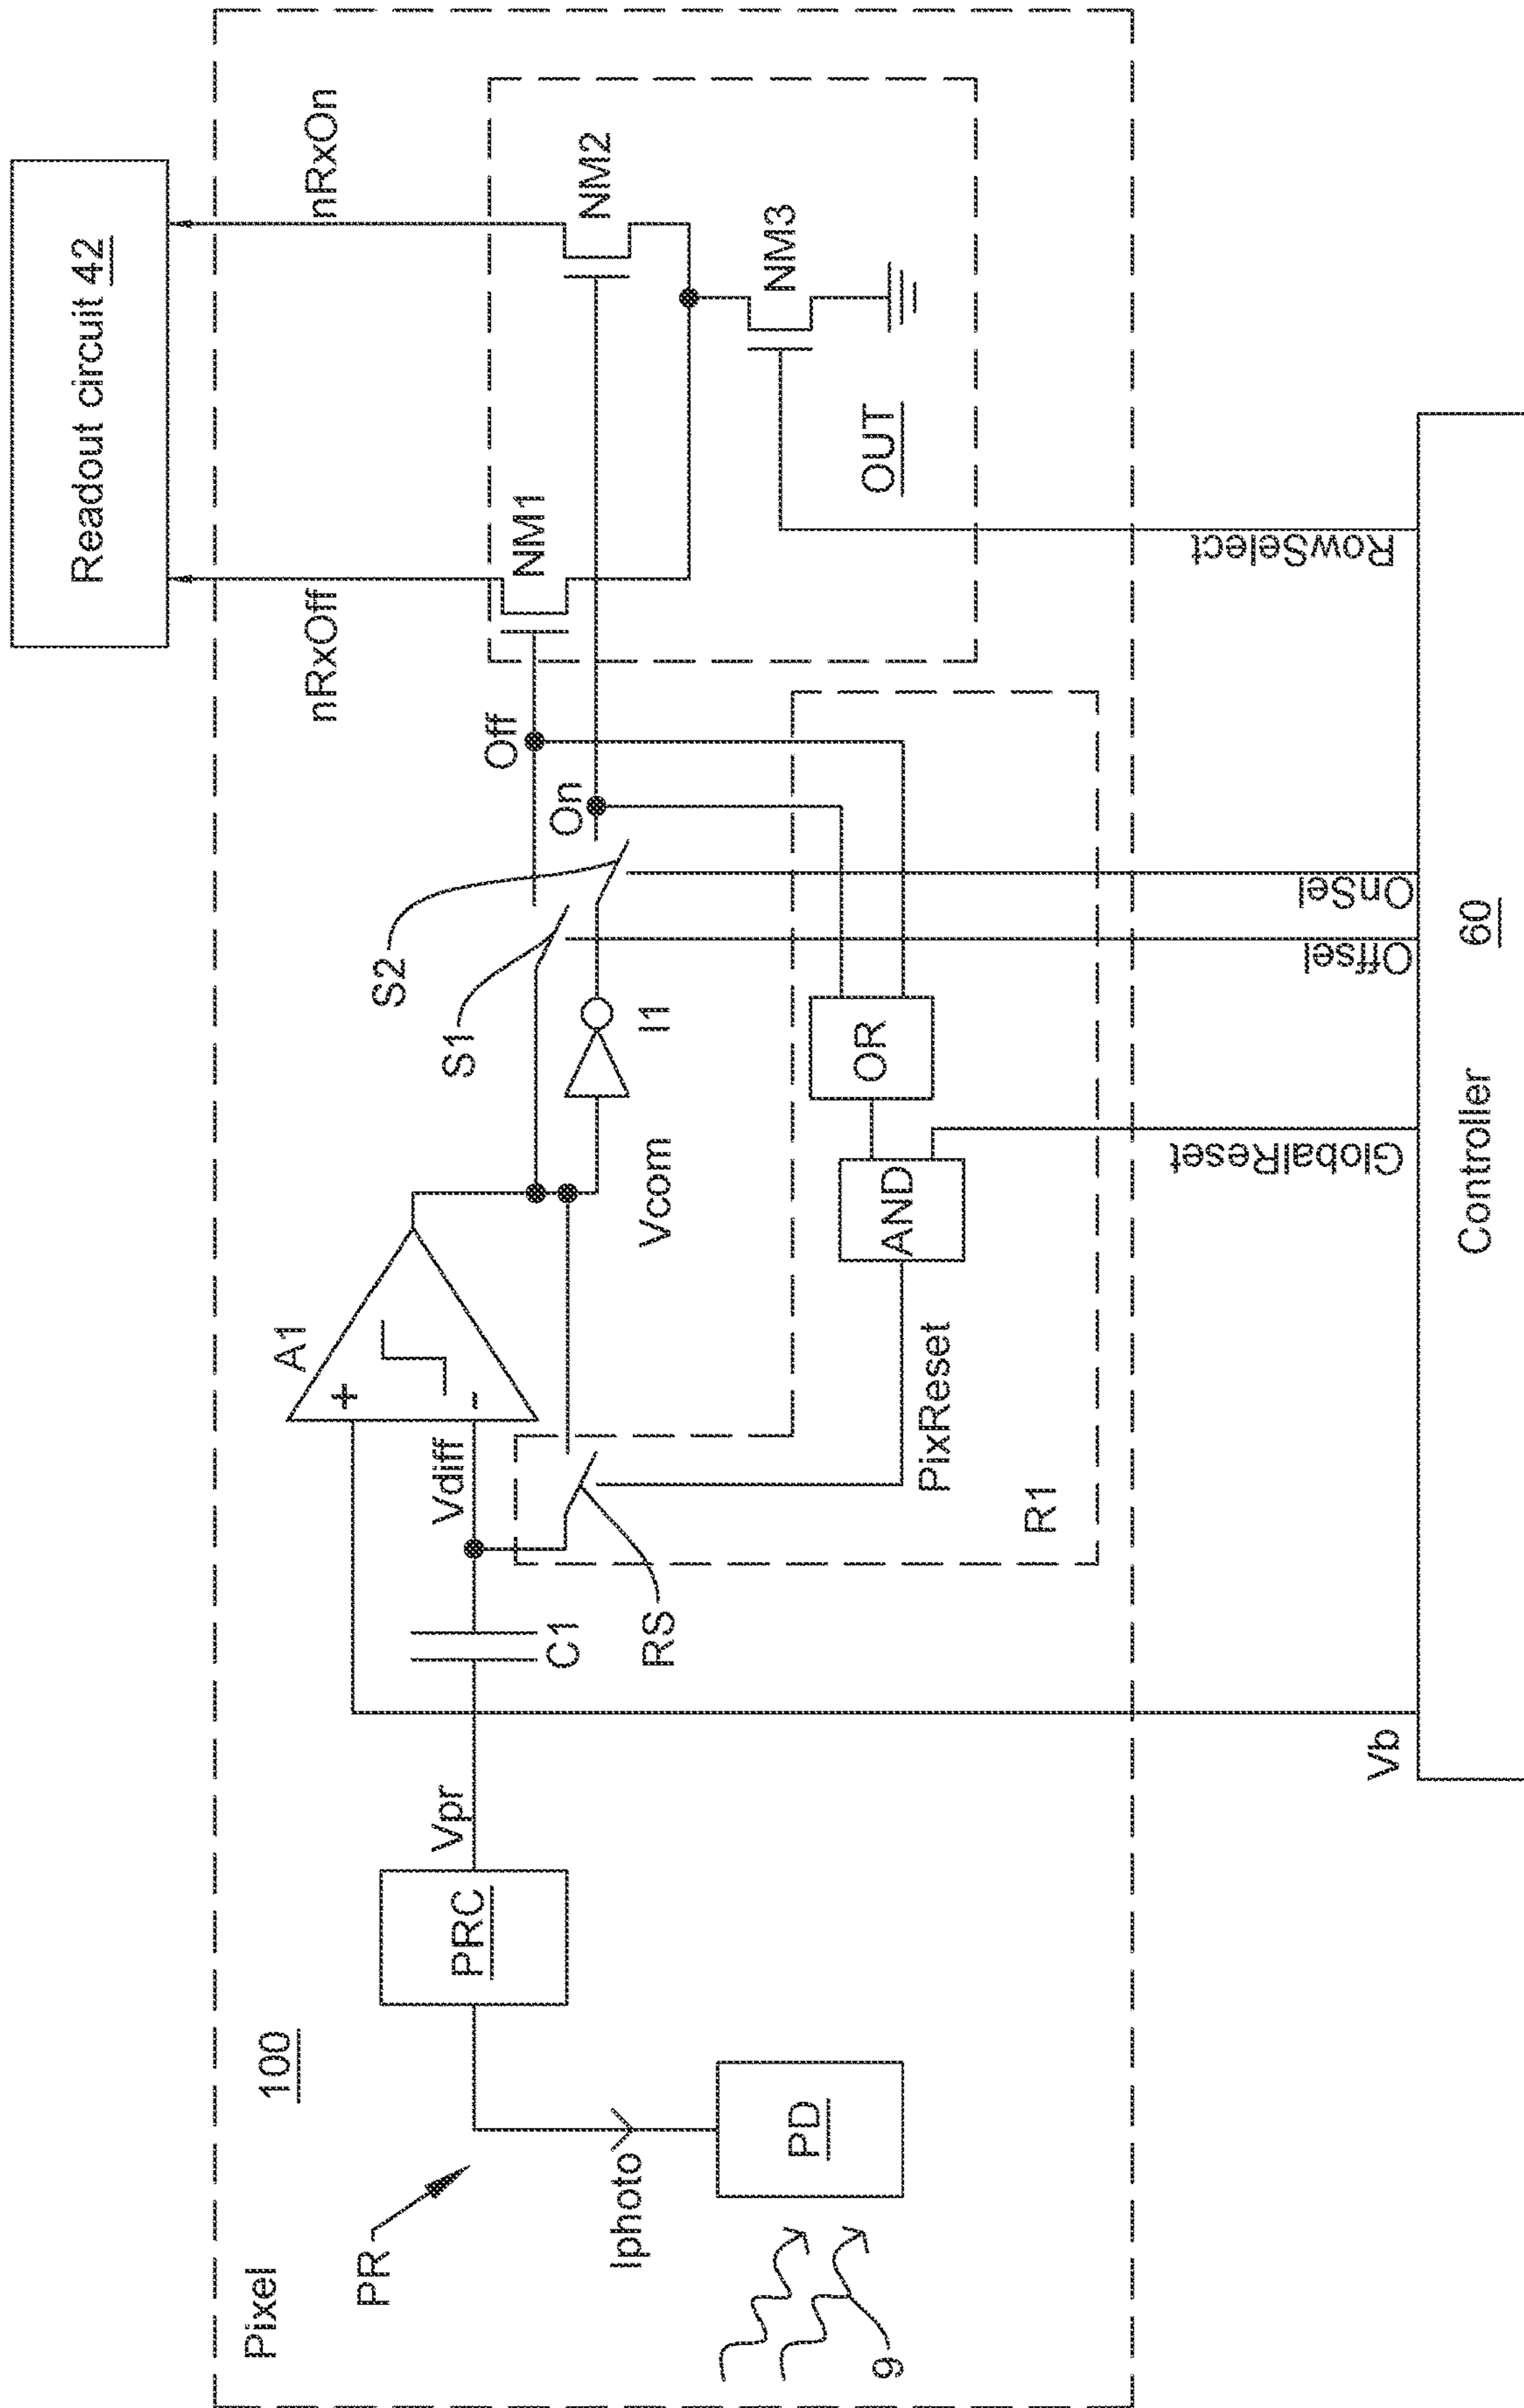 Readout circuit 42
nRxOff
nRxOn
Pixel
100
A1
+
-
S2
S1
Off
On
NM1
NM2
NM3
OUT
PR
PRC
Vpr
C1
Vdiff
RS
Vcom
I1
Iphoto
PD
9
PixReset
AND
OR
R1
Vb
GlobalReset
Offsel
OnSel
RowSelect
Controller 60